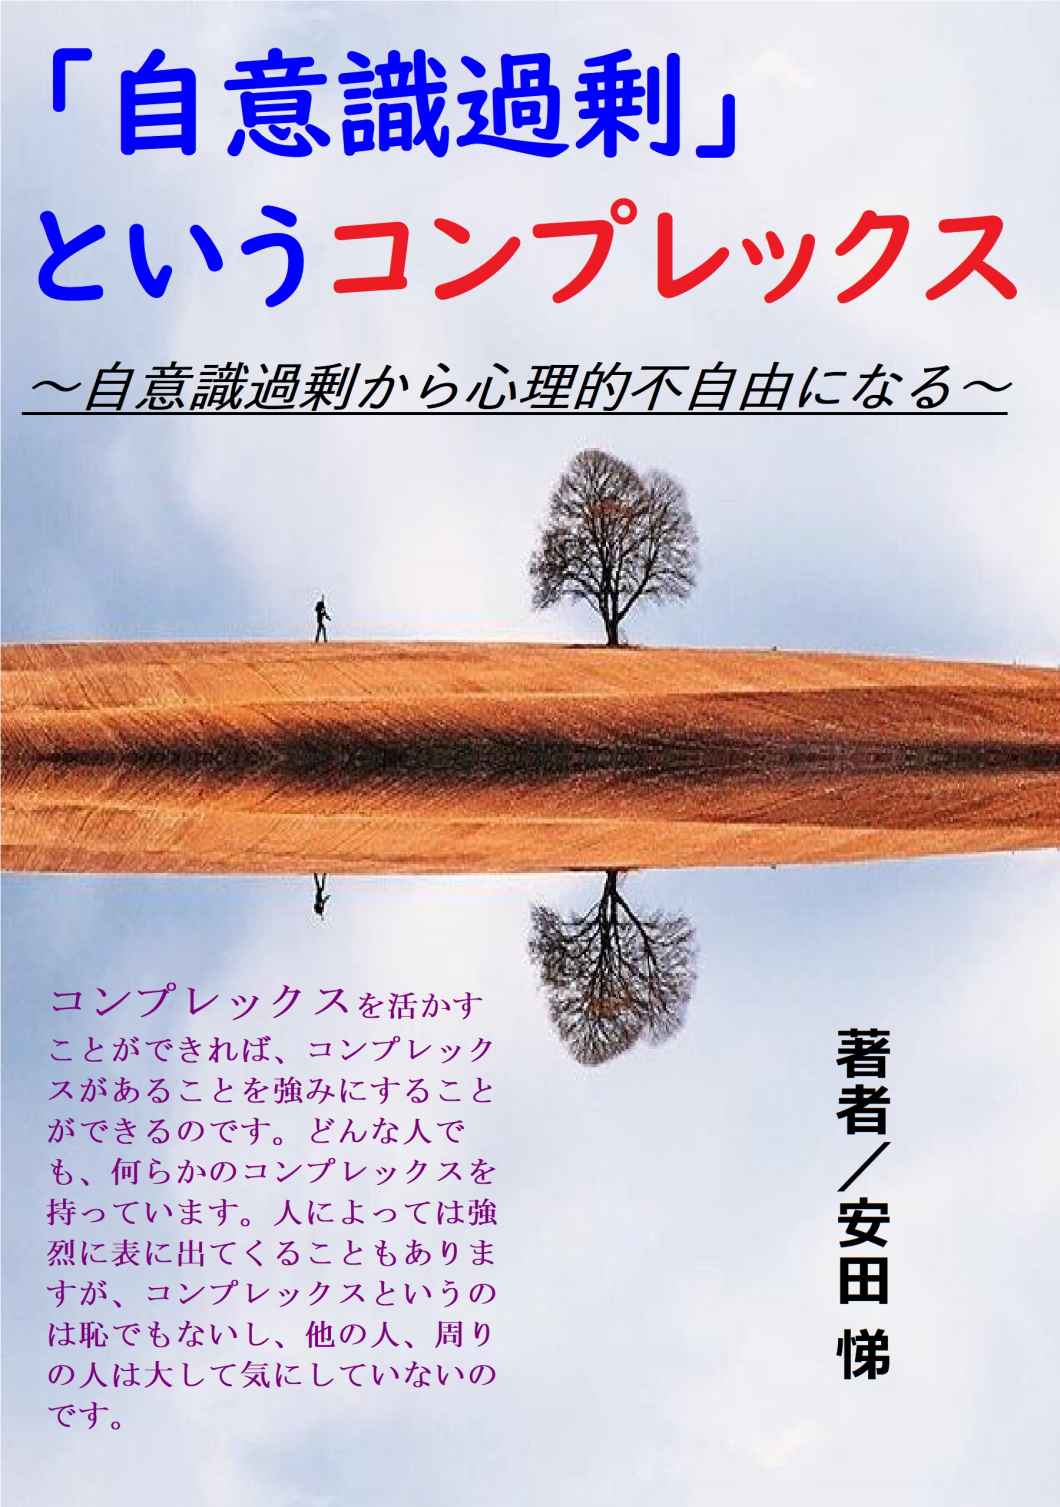 「自意識過剰」
というコンプレックス
～自意識過剰から心理的不自由になる～
コンプレックスを活かす
ことができれば、コンプレック
スがあることを強みにすること
ができるのです。どんな人で
も、何らかのコンプレックスを
持っています。人によっては強
烈に表に出てくることもありま
すが、コンプレックスというの
は恥でもないし、他の人、周り
の人は大して気にしていないの
です。
著者／安田 悌